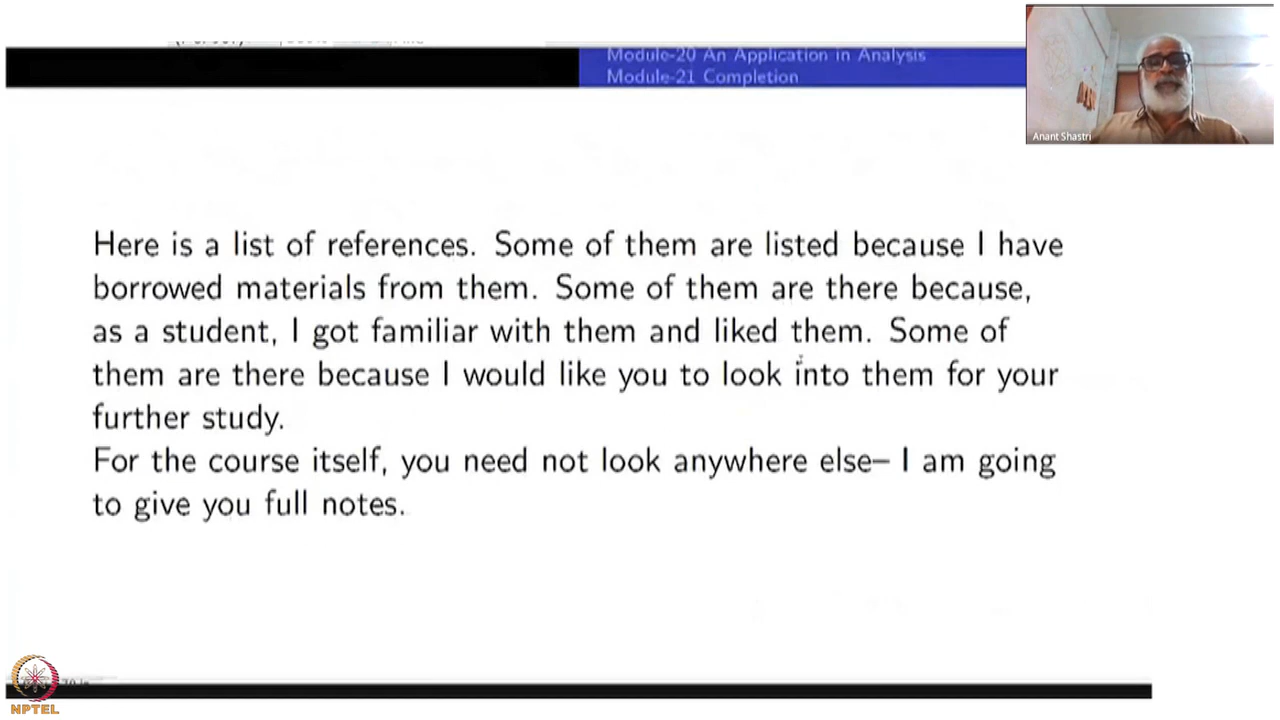 Module-20 An Application in Analysis
Module-21 Completion
Anant Shastri
Here is a list of references. Some of them are listed because I have
borrowed materials from them. Some of them are there because,
as a student, I got familiar with them and liked them. Some of
them are there because I would like you to look into them for your
further study.
For the course itself, you need not look anywhere else– I am going
to give you full notes.
NPTEL